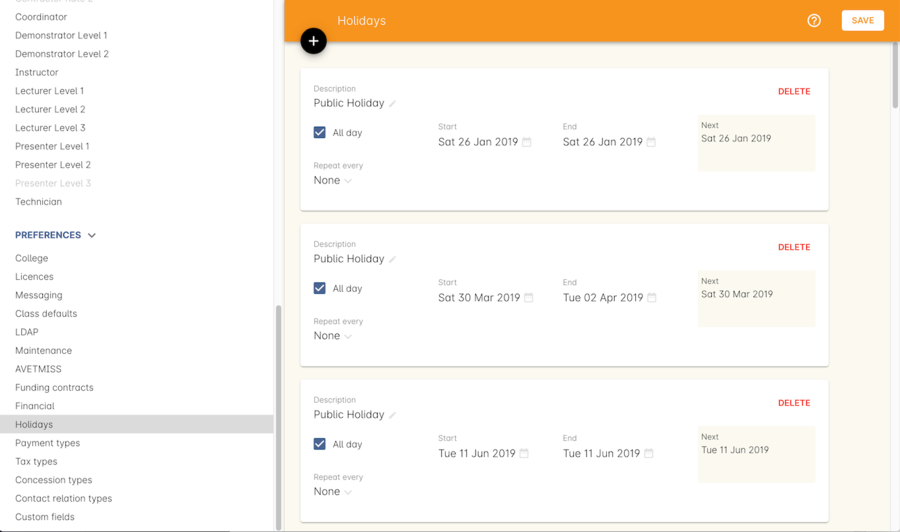 Contractor Rate 2
Coordinator
Demonstrator Level 1
Demonstrator Level 2
Instructor
Lecturer Level 1
Lecturer Level 2
Lecturer Level 3
Presenter Level 1
Presenter Level 2
Presenter Level 3
Technician
PREFERENCES
College
Licences
Messaging
Class defaults
LDAP
Maintenance
AVETMISS
Funding contracts
Financial
Holidays
Payment types
Tax types
Concession types
Contact relation types
Custom fields
Holidays
SAVE
Description
Public Holiday
DELETE
All day
Start
Sat 26 Jan 2019
End
Sat 26 Jan 2019
Next
Sat 26 Jan 2019
Repeat every
None
Description
Public Holiday
DELETE
All day
Start
Sat 30 Mar 2019
End
Tue 02 Apr 2019
Next
Sat 30 Mar 2019
Repeat every
None
Description
Public Holiday
DELETE
All day
Start
Tue 11 Jun 2019
End
Tue 11 Jun 2019
Next
Tue 11 Jun 2019
Repeat every
None